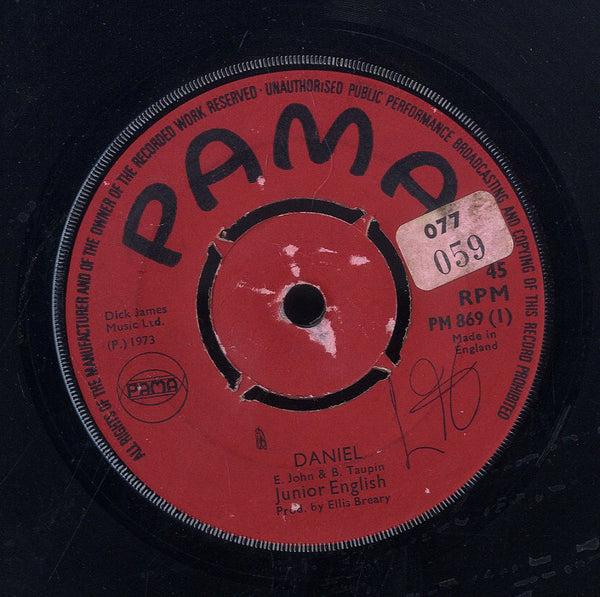 ALL RIGHTS OF THE MANUFACTURER AND OF THE OWNER OF THE RECORDED WORK RESERVED · UNAUTHORISED PUBLIC PERFORMANCE BROADCASTING AND COPYING OF THIS RECORD PROHIBITED
PAMA
077
059
45
RPM
PM 869 (1)
Made in
England
Dick James
Music Ltd.
(P.) 1973
PAMA
DANIEL
E. John & B. Taupin
Junior English
Prod. by Ellis Breary